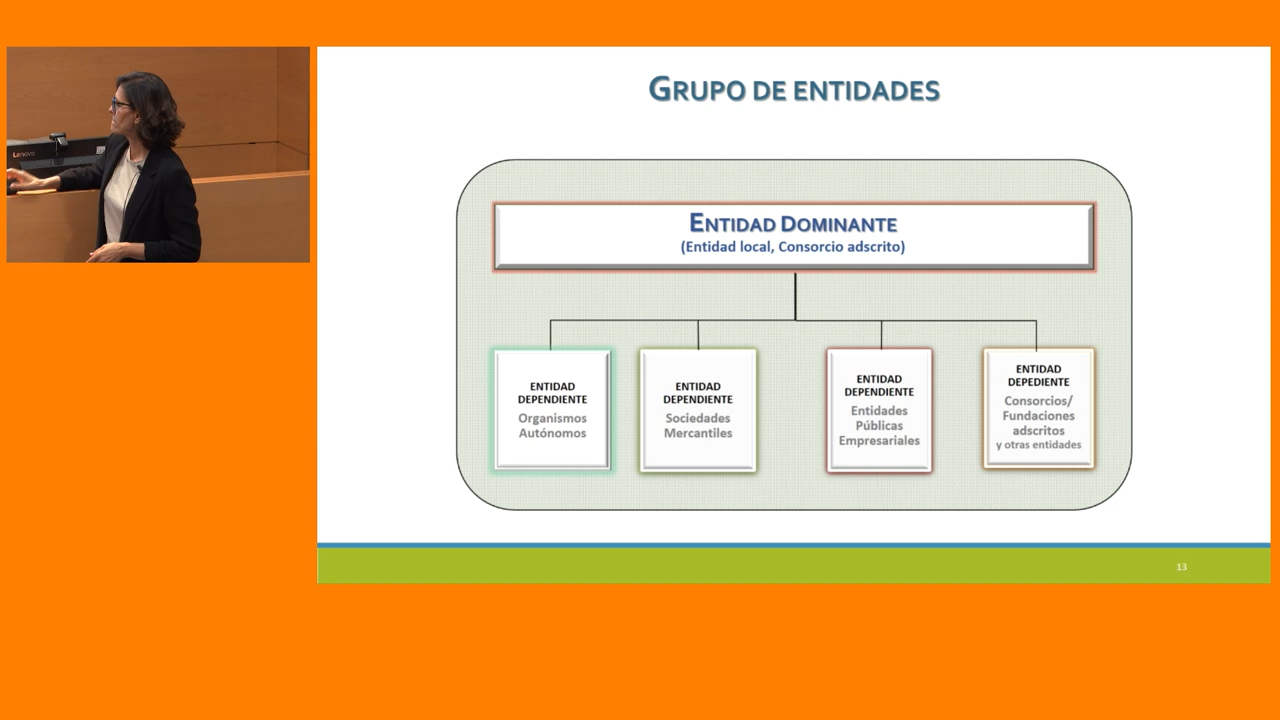 GRUPO DE ENTIDADES
Lenovo
ENTIDAD DOMINANTE
(Entidad local, Consorcio adscrito)
ENTIDAD
DEPENDIENTE
Organismos
Autónomos
ENTIDAD
DEPENDIENTE
Sociedades
Mercantiles
ENTIDAD
DEPENDIENTE
Entidades
Públicas
Empresariales
ENTIDAD
DEPEDIENTE
Consorcios/
Fundaciones
adscritos
y otras entidades
13